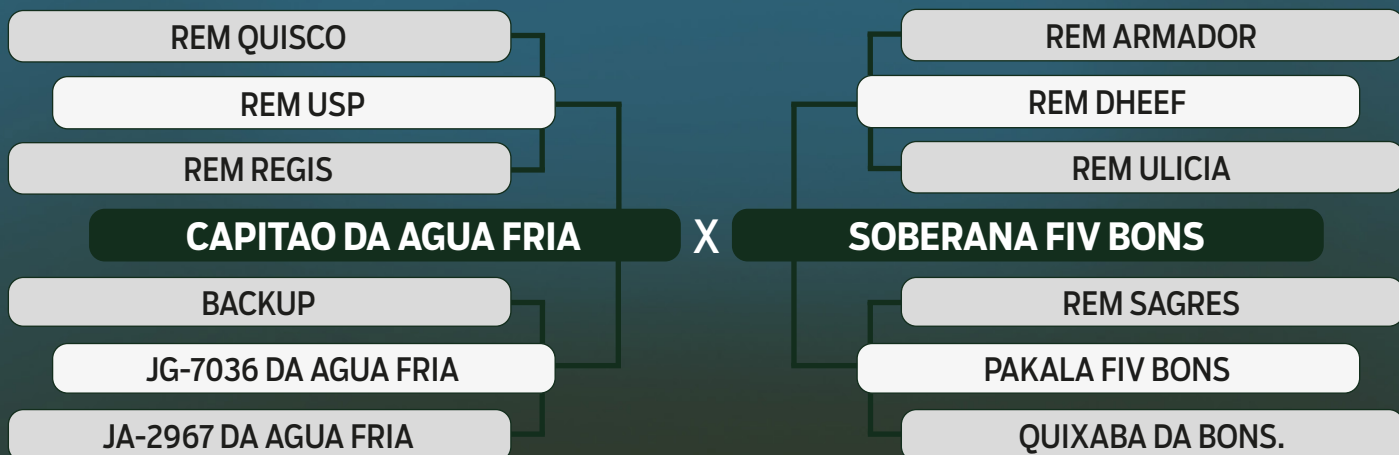 REM QUISCO
REM USP
REM REGIS
CAPITAO DA AGUA FRIA
BACKUP
JG-7036 DA AGUA FRIA
JA-2967 DA AGUA FRIA
X
REM ARMADOR
REM DHEEF
REM ULICIA
SOBERANA FIV BONS
REM SAGRES
PAKALA FIV BONS
QUIXABA DA BONS.